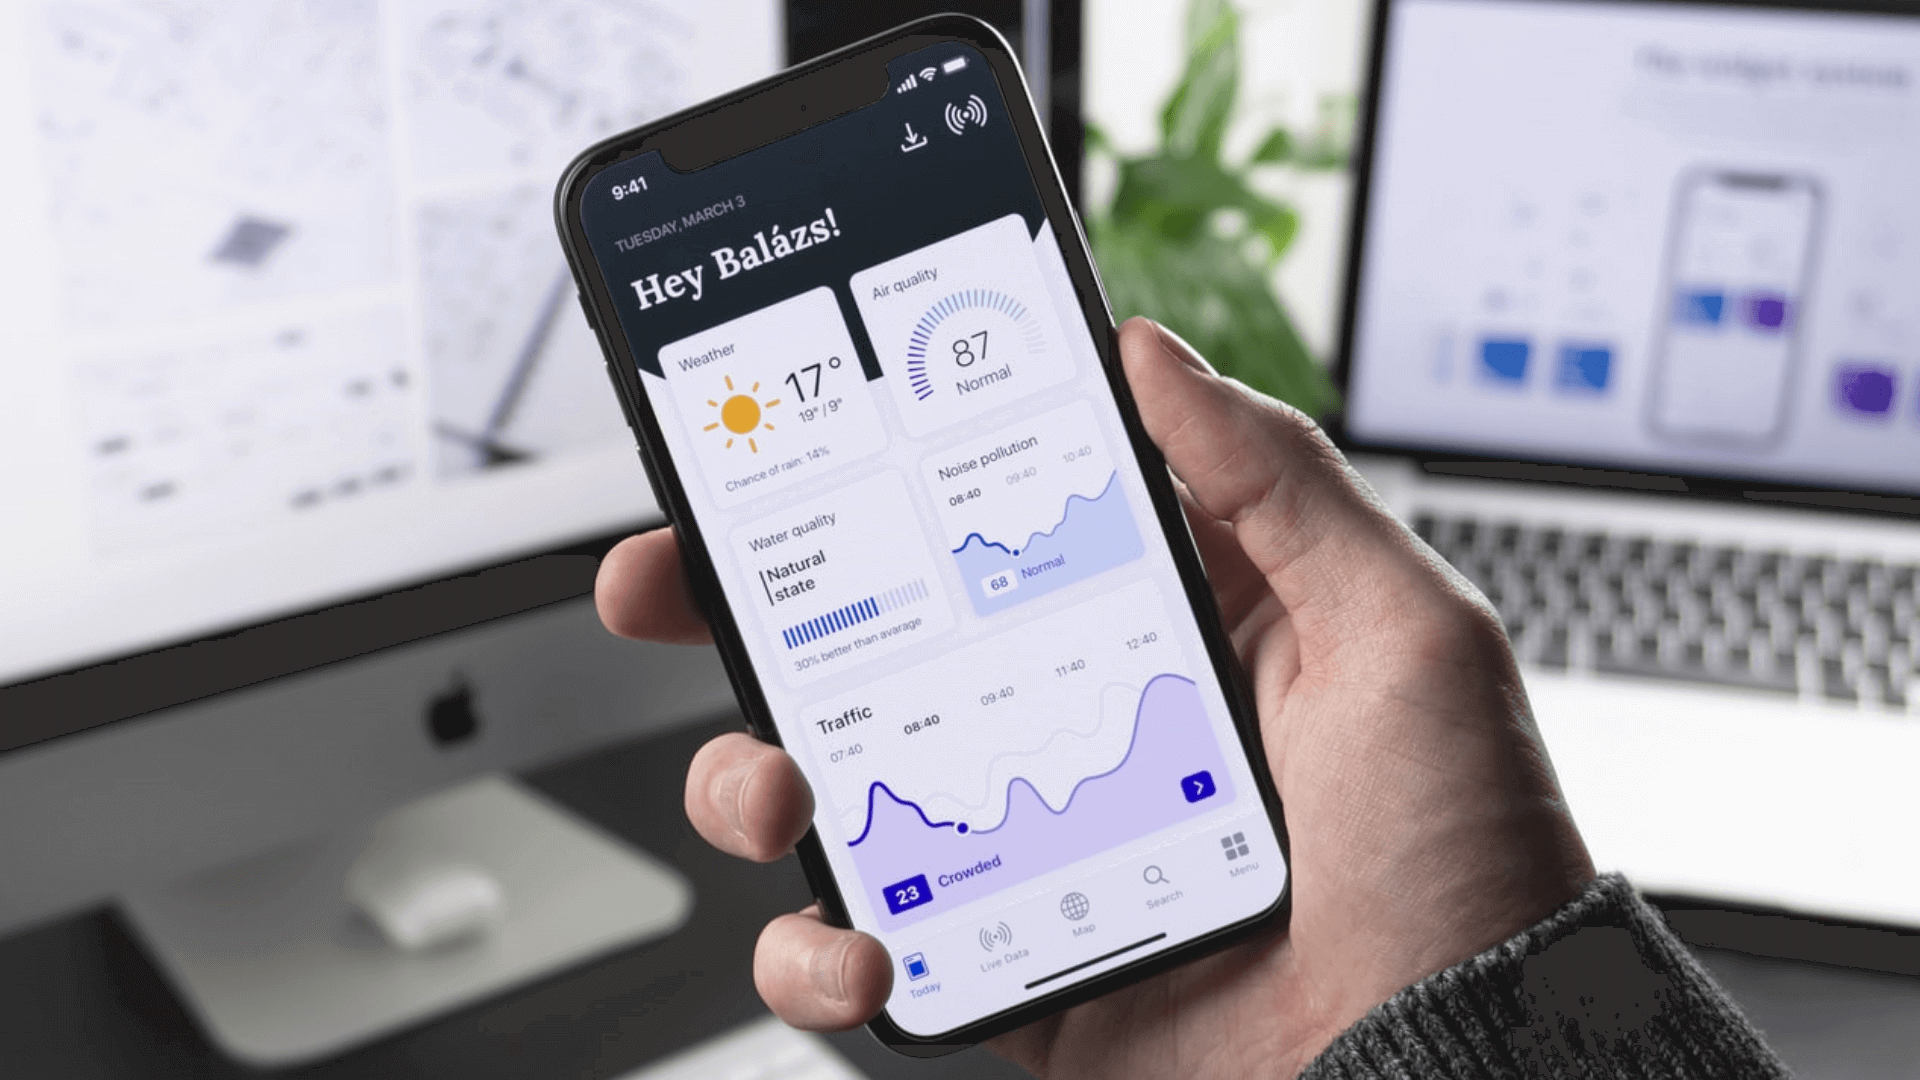 9:41
TUESDAY, MARCH 3
Hey Balázs!
Weather
17°
19° / 9°
Chance of rain: 14%
Air quality
87
Normal
Water quality
Natural
state
30% better than avarage
Noise pollution
08:40 09:40 10:40
68 Normal
Traffic
07:40 08:40 09:40 11:40 12:40
23 Crowded
Today Live Data Map Search Menu